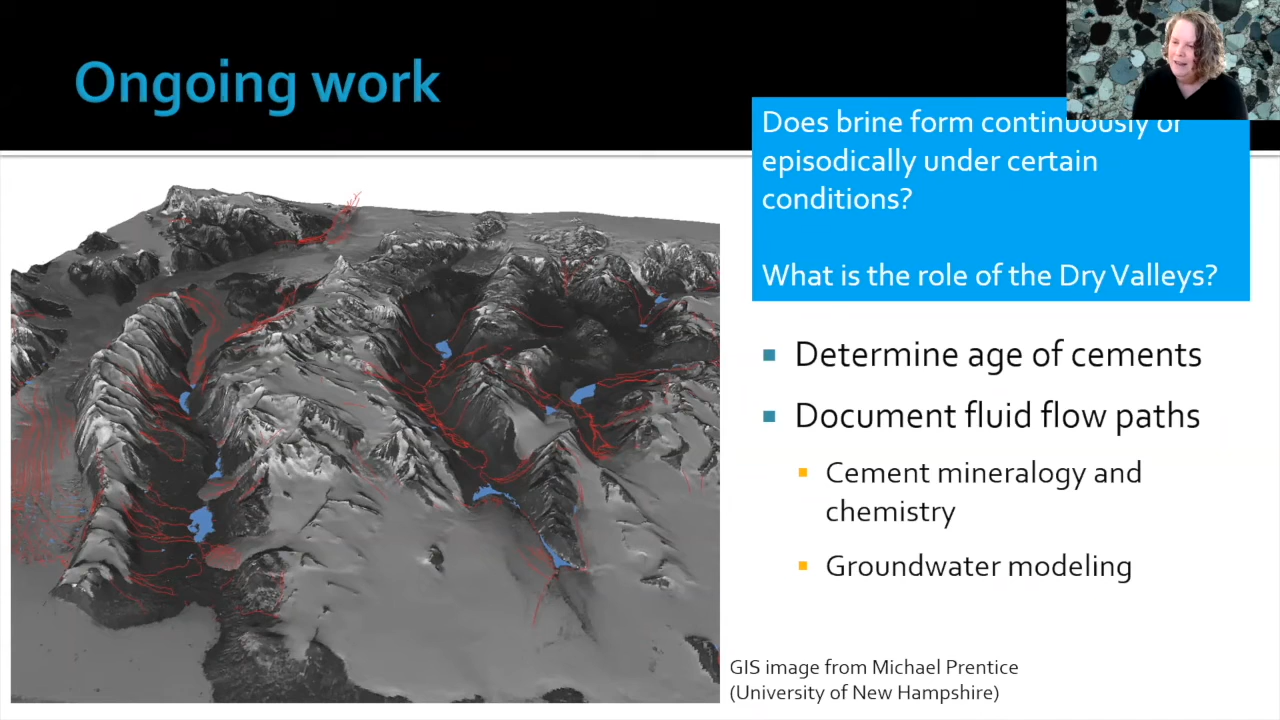 Ongoing work
Does brine form continuously or
episodically under certain
conditions?
What is the role of the Dry Valleys?
Determine age of cements
Document fluid flow paths
Cement mineralogy and
chemistry
Groundwater modeling
GIS image from Michael Prentice
(University of New Hampshire)